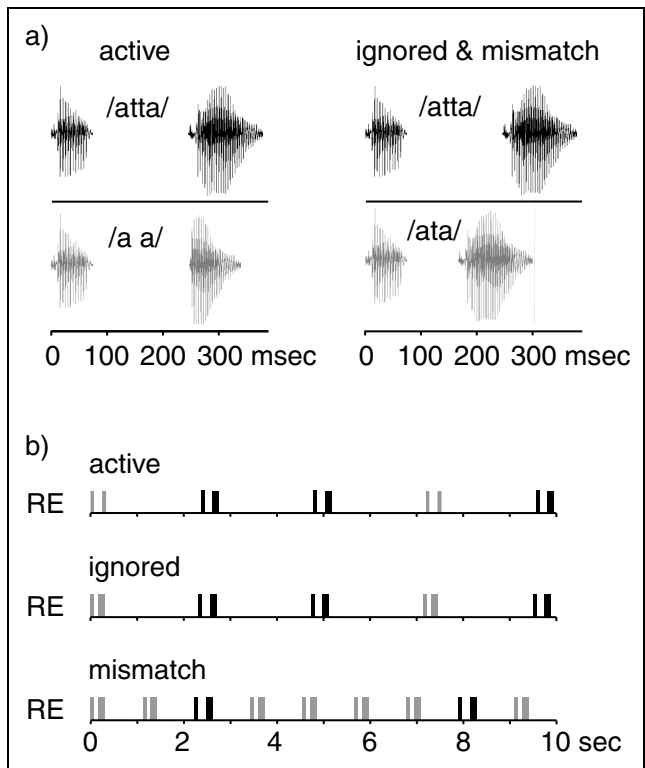 a)
active
ignored & mismatch
/atta/
/atta/
/a a/
/ata/
0 100 200 300 msec
0 100 200 300 msec
b)
active
RE
ignored
RE
mismatch
RE
0 2 4 6 8 10 sec